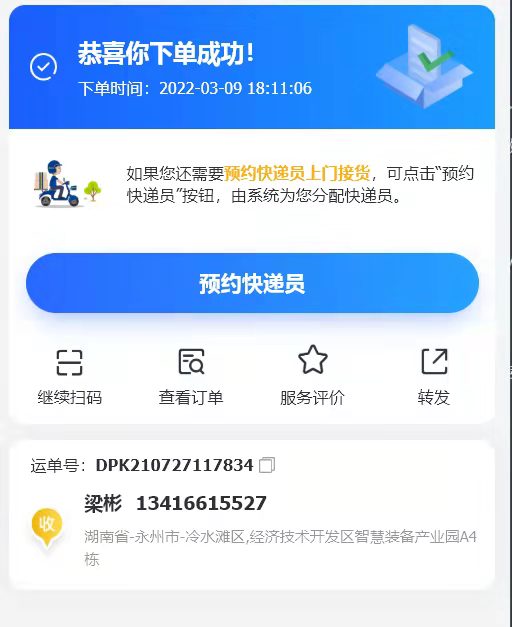 恭喜你下单成功！
下单时间：2022-03-09 18:11:06
如果您还需要预约快递员上门接货，可点击“预约
快递员”按钮，由系统为您分配快递员。
预约快递员
继续扫码 查看订单 服务评价 转发
运单号：DPK210727117834
收
梁彬 13416615527
湖南省-永州市-冷水滩区,经济技术开发区智慧装备产业园A4
栋